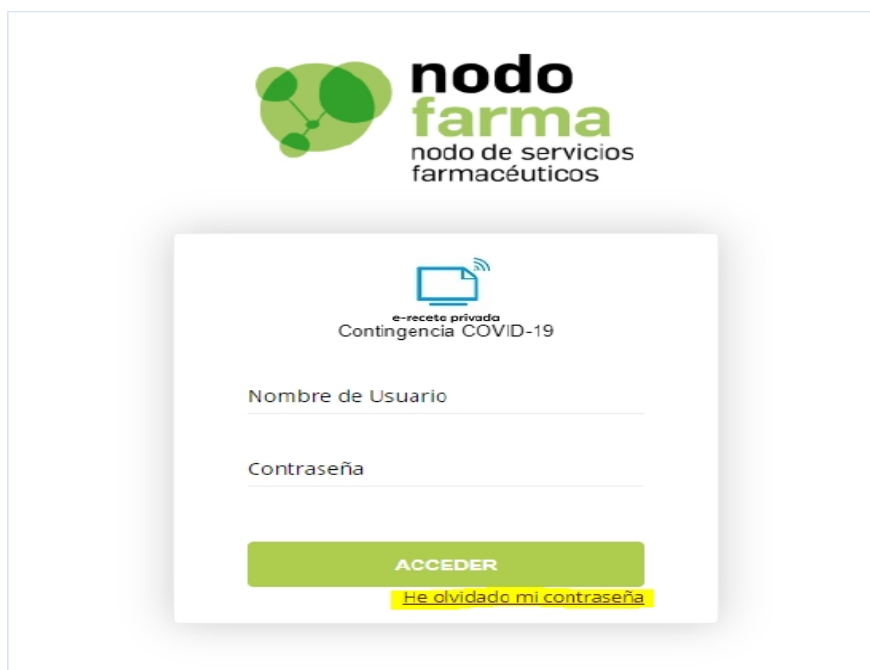 nodo
farma
nodo de servicios
farmacéuticos
e-receta privada
Contingencia COVID-19
Nombre de Usuario
Contraseña
ACCEDER
He olvidado mi contraseña